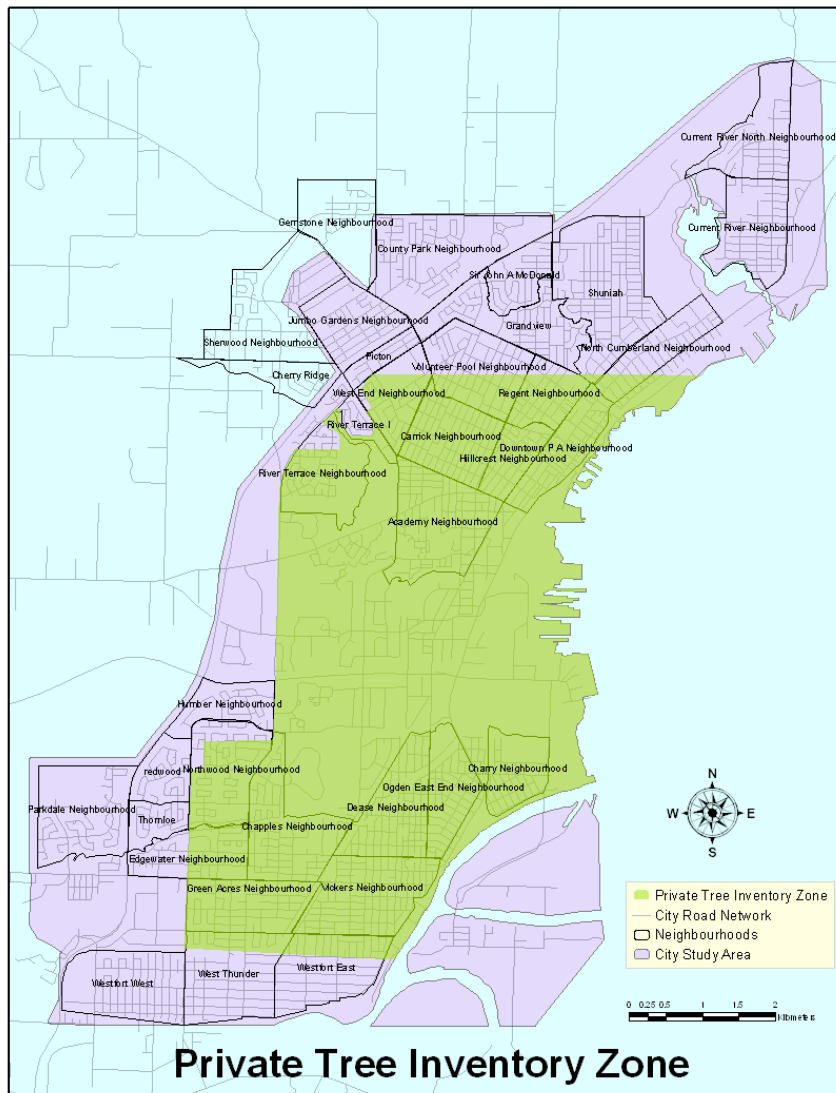 Current River North Neighbourhood
Gemstone Neighbourhood
Current River Neighbourhood
County Park Neighbourhood
Sir John A McDonald
Shuniah
Jumbo Gardens Neighbourhood
Grandview
Sherwood Neighbourhood
North Cumberland Neighbourhood
Picton
Volunteer Pool Neighbourhood
Cherry Ridge
West End Neighbourhood
Regent Neighbourhood
River Terrace I
Carrick Neighbourhood
Downtown P A Neighbourhood
Hillcrest Neighbourhood
River Terrace Neighbourhood
Academy Neighbourhood
Humber Neighbourhood
redwood
Northwood Neighbourhood
Charry Neighbourhood
Ogden East End Neighbourhood
Parkdale Neighbourhood
Dease Neighbourhood
Thornloe
Chapples Neighbourhood
Edgewater Neighbourhood
Green Acres Neighbourhood
Vickers Neighbourhood
West Thunder
Westfort East
Westfort West
N
W
E
S
Private Tree Inventory Zone
City Road Network
Neighbourhoods
City Study Area
0 0.25 0.5 1 2
Kilometers
Private Tree Inventory Zone